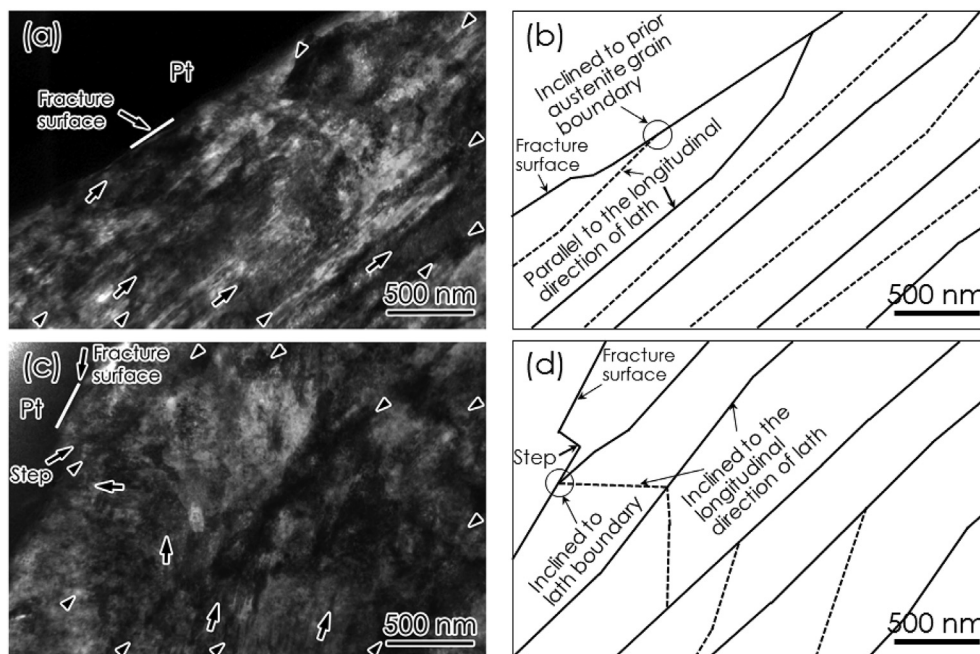 (a)
Pt
Fracture
surface
500 nm
(b)
Inclined to prior
austenite grain
boundary
Fracture
surface
Parallel to the longitudinal
direction of lath
500 nm
(c)
Fracture
surface
Pt
Step
500 nm
(d)
Fracture
surface
Step
Inclined to
lath boundary
Inclined to the
longitudinal
direction of lath
500 nm